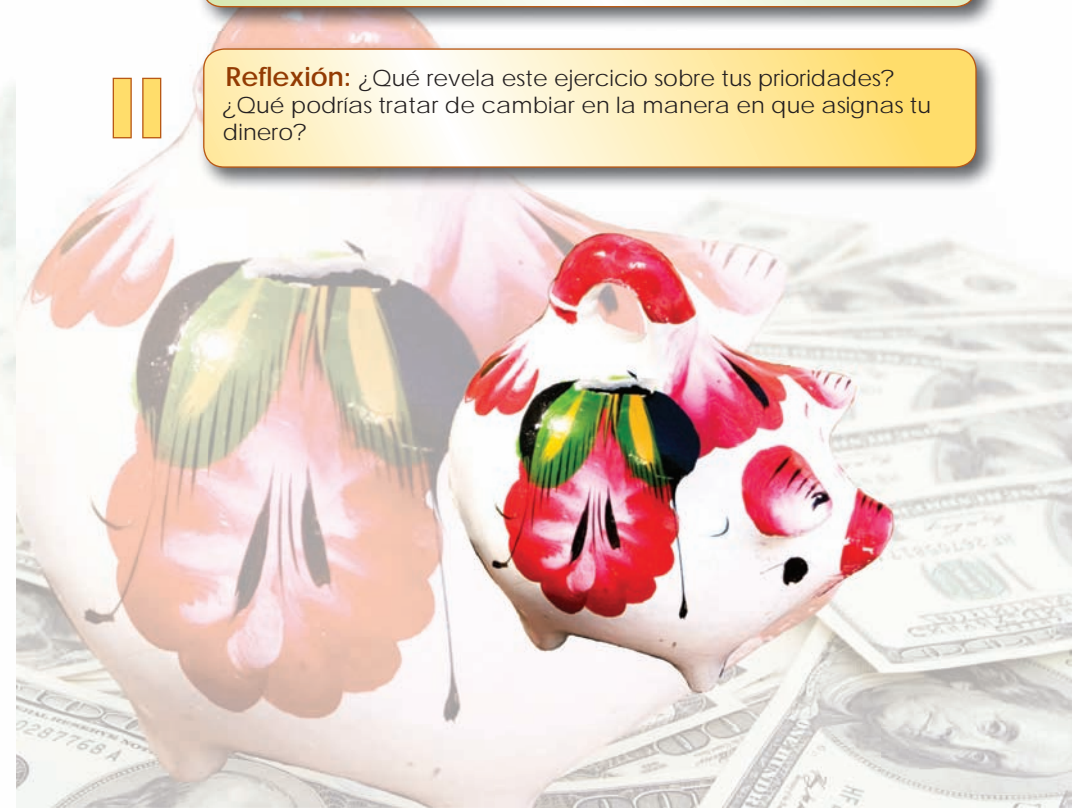 Reflexión: ¿Qué revela este ejercicio sobre tus prioridades?
¿Qué podrías tratar de cambiar en la manera en que asignas tu
dinero?
0287768 A